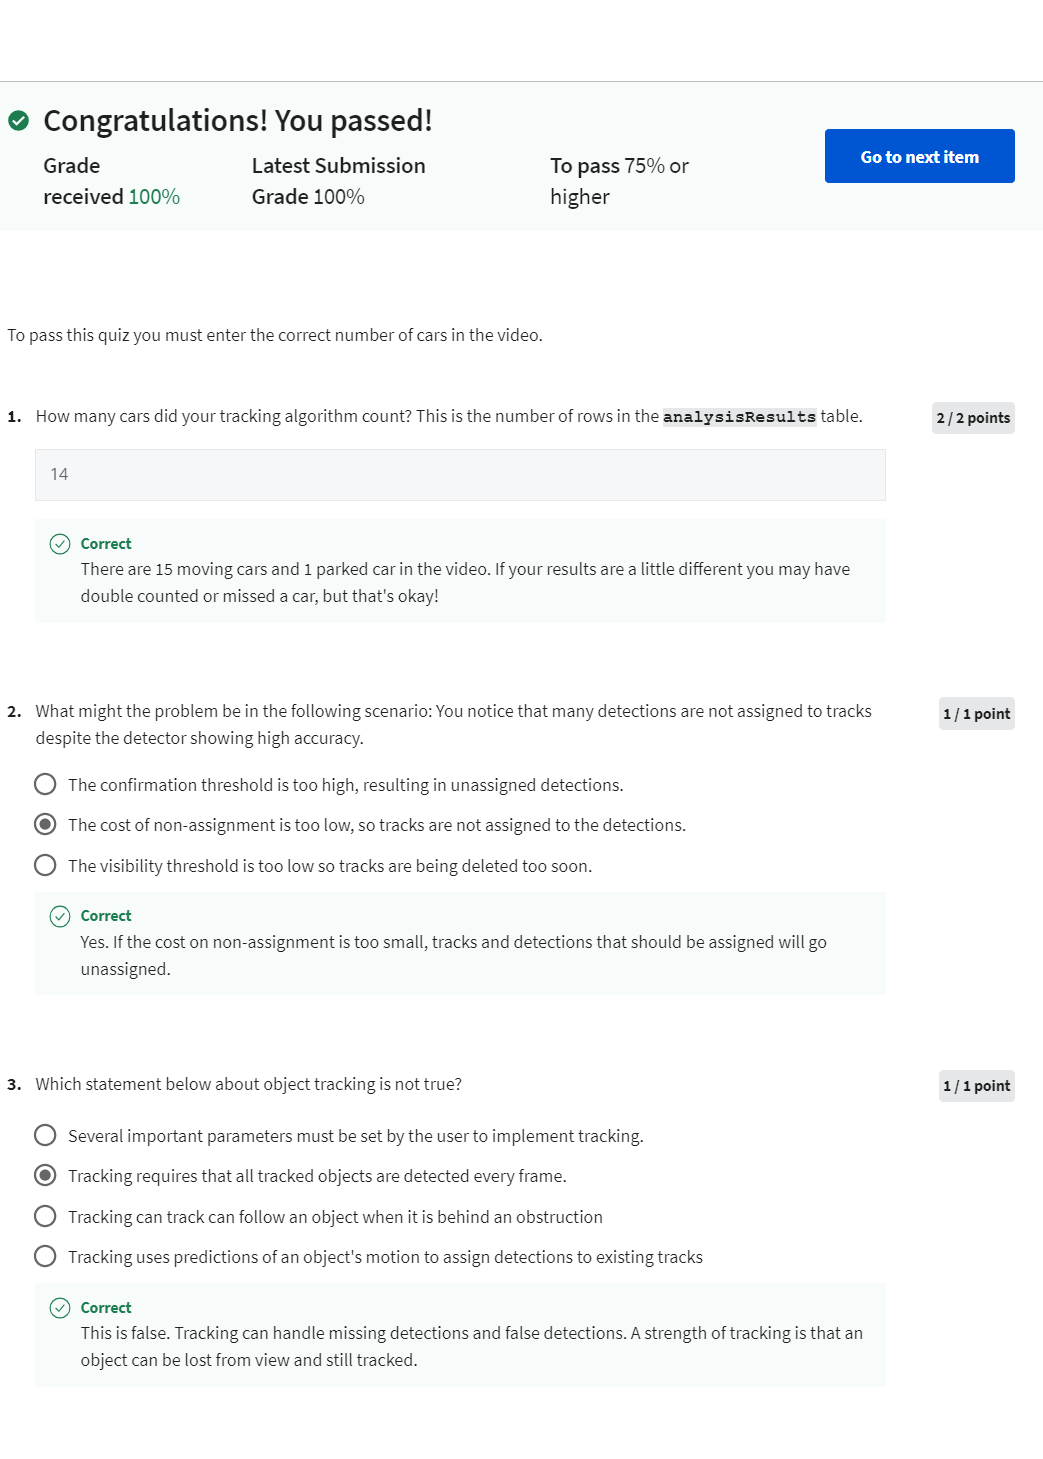 Congratulations! You passed!
Grade received 100%
Latest Submission Grade 100%
To pass 75% or higher
Go to next item
To pass this quiz you must enter the correct number of cars in the video.
1. How many cars did your tracking algorithm count? This is the number of rows in the analysisResults table.
2 / 2 points
14
Correct
There are 15 moving cars and 1 parked car in the video. If your results are a little different you may have
double counted or missed a car, but that's okay!
2. What might the problem be in the following scenario: You notice that many detections are not assigned to tracks
despite the detector showing high accuracy.
1 / 1 point
The confirmation threshold is too high, resulting in unassigned detections.
The cost of non-assignment is too low, so tracks are not assigned to the detections.
The visibility threshold is too low so tracks are being deleted too soon.
Correct
Yes. If the cost on non-assignment is too small, tracks and detections that should be assigned will go
unassigned.
3. Which statement below about object tracking is not true?
1 / 1 point
Several important parameters must be set by the user to implement tracking.
Tracking requires that all tracked objects are detected every frame.
Tracking can track can follow an object when it is behind an obstruction
Tracking uses predictions of an object's motion to assign detections to existing tracks
Correct
This is false. Tracking can handle missing detections and false detections. A strength of tracking is that an
object can be lost from view and still tracked.